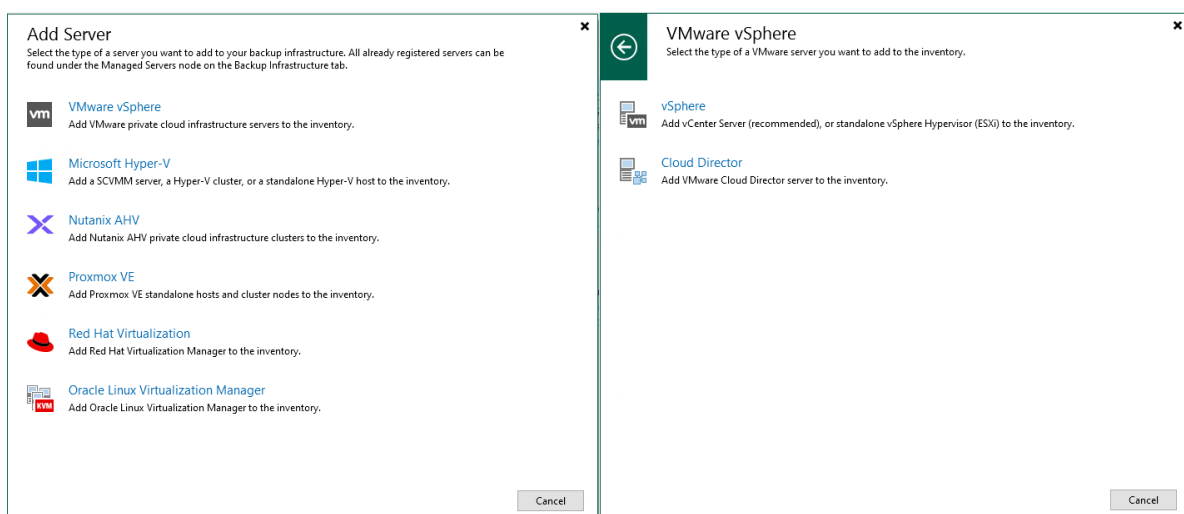 Add Server
Select the type of a server you want to add to your backup infrastructure. All already registered servers can be
found under the Managed Servers node on the Backup Infrastructure tab.
vm
VMware vSphere
Add VMware private cloud infrastructure servers to the inventory.
Microsoft Hyper-V
Add a SCVMM server, a Hyper-V cluster, or a standalone Hyper-V host to the inventory.
Nutanix AHV
Add Nutanix AHV private cloud infrastructure clusters to the inventory.
Proxmox VE
Add Proxmox VE standalone hosts and cluster nodes to the inventory.
Red Hat Virtualization
Add Red Hat Virtualization Manager to the inventory.
KVM
Oracle Linux Virtualization Manager
Add Oracle Linux Virtualization Manager to the inventory.
Cancel
VMware vSphere
Select the type of a VMware server you want to add to the inventory.
vm
vSphere
Add vCenter Server (recommended), or standalone vSphere Hypervisor (ESXi) to the inventory.
Cloud Director
Add VMware Cloud Director server to the inventory.
Cancel